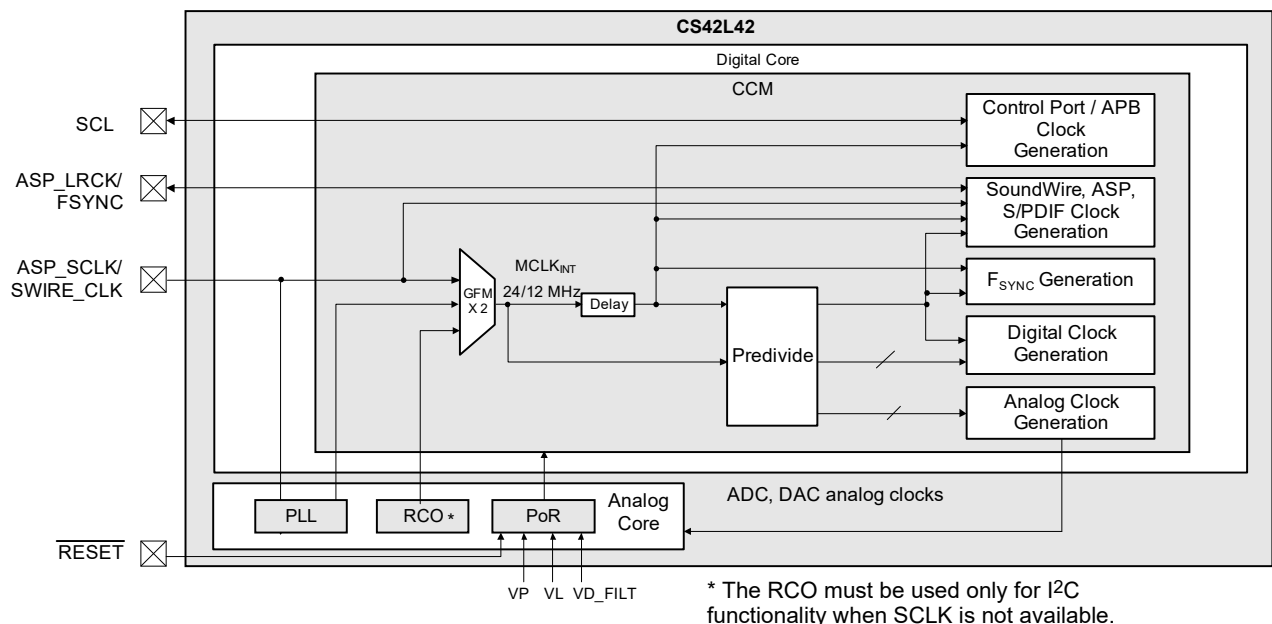 CS42L42
Digital Core
CCM
SCL
Control Port / APB
Clock
Generation
ASP_LRCK/
FSYNC
SoundWire, ASP,
S/PDIF Clock
Generation
ASP_SCLK/
SWIRE_CLK
GFM
X 2
MCLKINT
24/12 MHz
Delay
FSYNC Generation
Predivide
Digital Clock
Generation
Analog Clock
Generation
PLL
RCO *
PoR
Analog
Core
ADC, DAC analog clocks
RESET
VP
VL
VD_FILT
* The RCO must be used only for I2C
functionality when SCLK is not available.